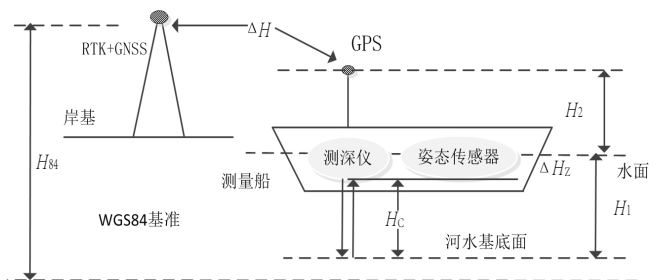 ΔH
RTK+GNSS
GPS
岸基
H2
H84
测深仪
姿态传感器
测量船
ΔHZ
水面
WGS84基准
HC
H1
河水基底面